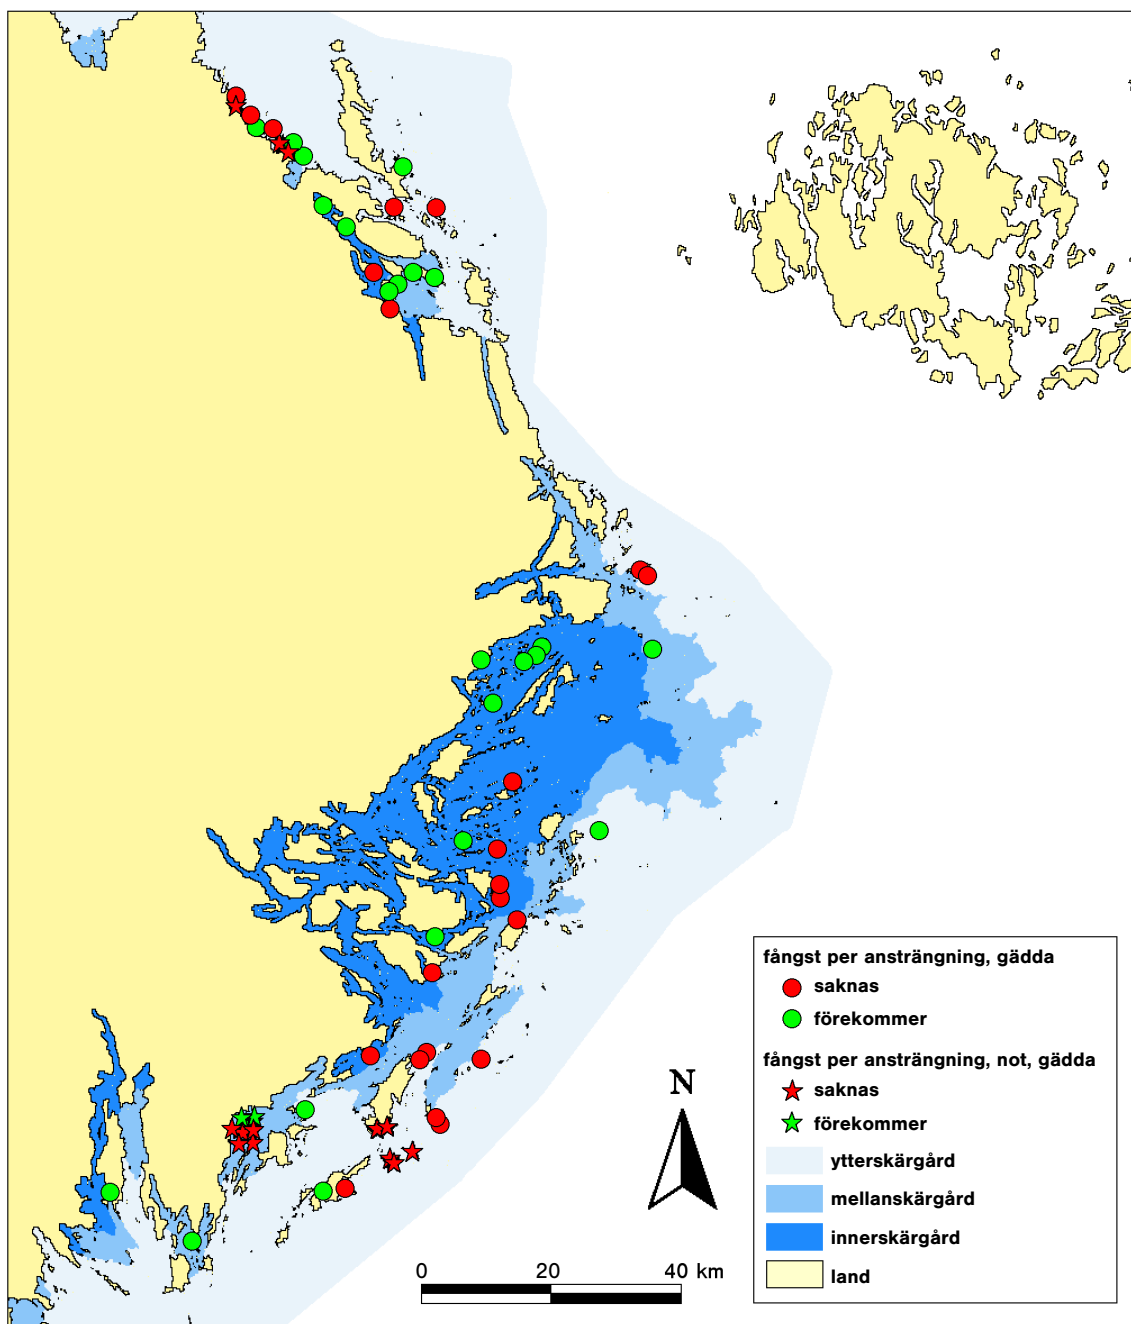 fångst per ansträngning, gädda
saknas
förekommer
fångst per ansträngning, not, gädda
saknas
förekommer
ytterskärgård
mellanskärgård
innerskärgård
land
N
0 20 40 km